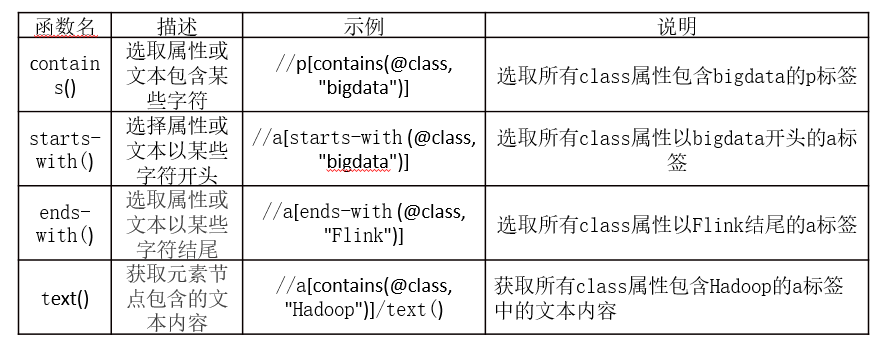 函数名 描述 示例 说明
contain
s()
选取属性或
文本包含某
些字符
//p[contains(@class,
"bigdata")]
选取所有class属性包含bigdata的p标签
starts-
with()
选择属性或
文本以某些
字符开头
//a[starts-with (@class,
"bigdata")]
选取所有class属性以bigdata开头的a标
签
ends-
with()
选取属性或
文本以某些
字符结尾
//a[ends-with (@class,
"Flink")]
选取所有class属性以Flink结尾的a标签
text()
获取元素节
点包含的文
本内容
//a[contains(@class,
"Hadoop")]/text()
获取所有class属性包含Hadoop的a标签
中的文本内容